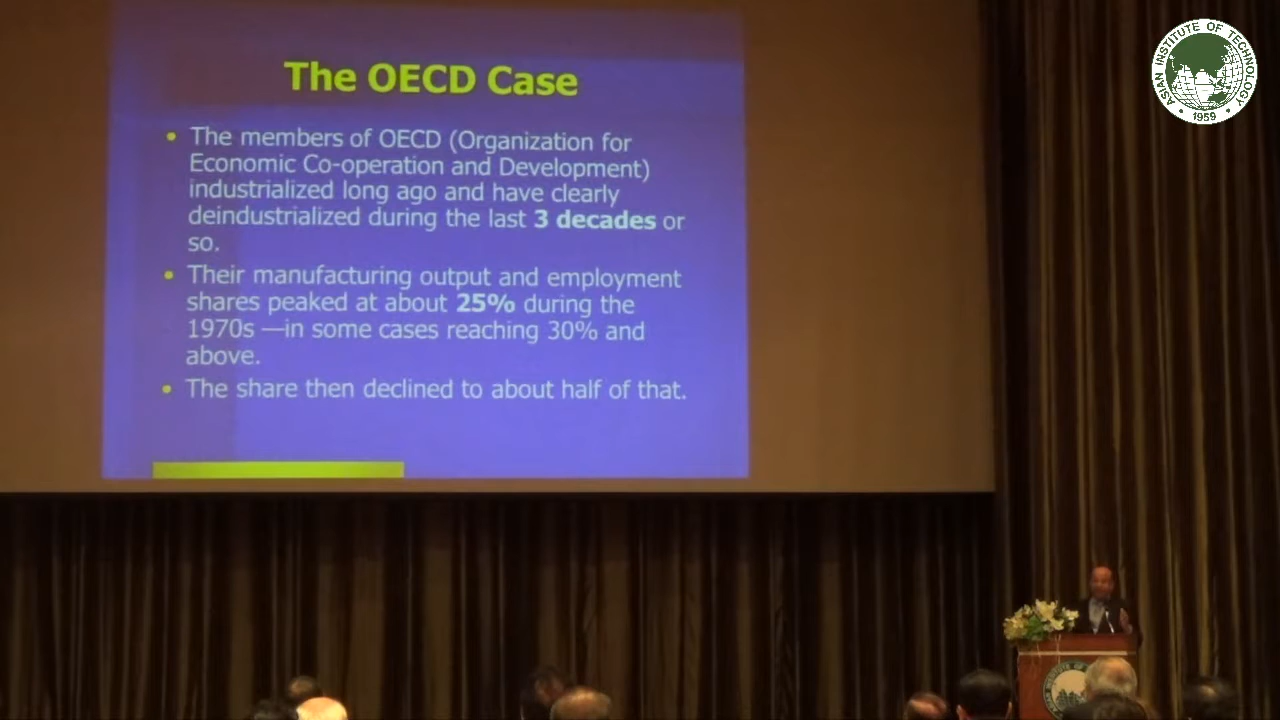 The OECD Case
• The members of OECD (Organization for
Economic Co-operation and Development)
industrialized long ago and have clearly
deindustrialized during the last 3 decades or
so.
• Their manufacturing output and employment
shares peaked at about 25% during the
1970s —in some cases reaching 30% and
above.
• The share then declined to about half of that.
ASIAN INSTITUTE OF TECHNOLOGY
• 1959 •